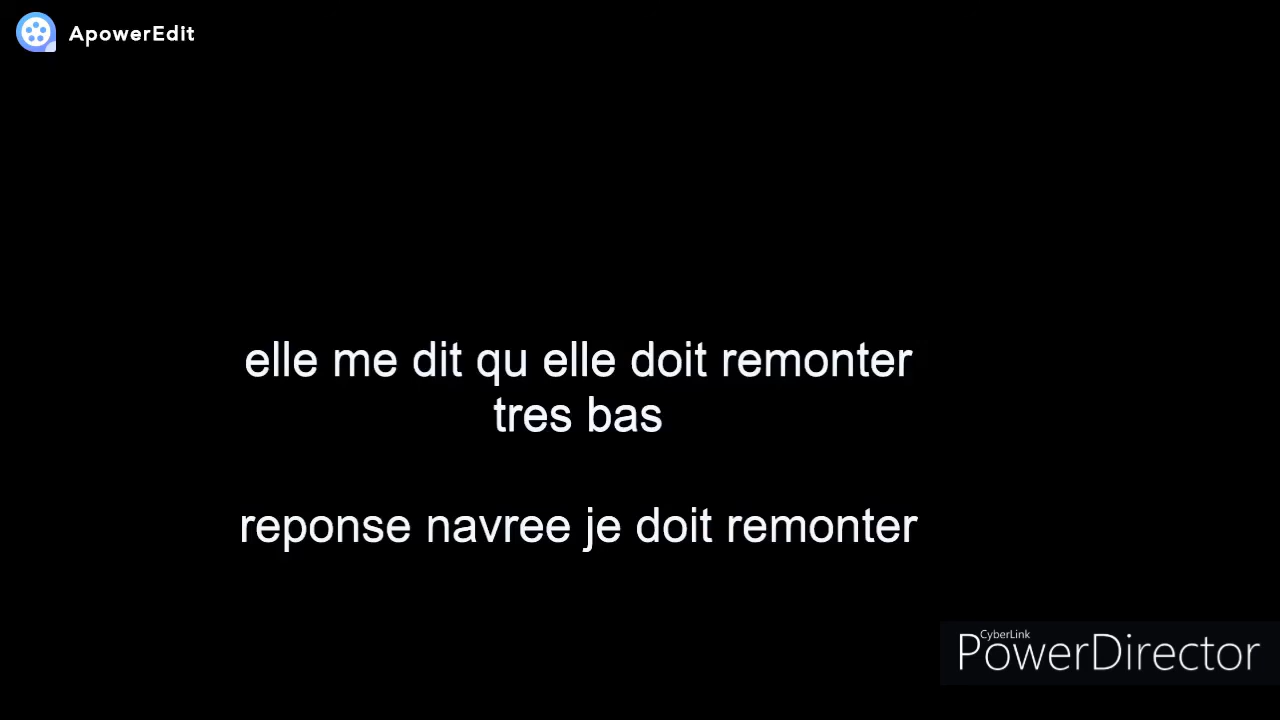 ApowerEdit
elle me dit qu elle doit remonter
tres bas
reponse navree je doit remonter
CyberLink
PowerDirector